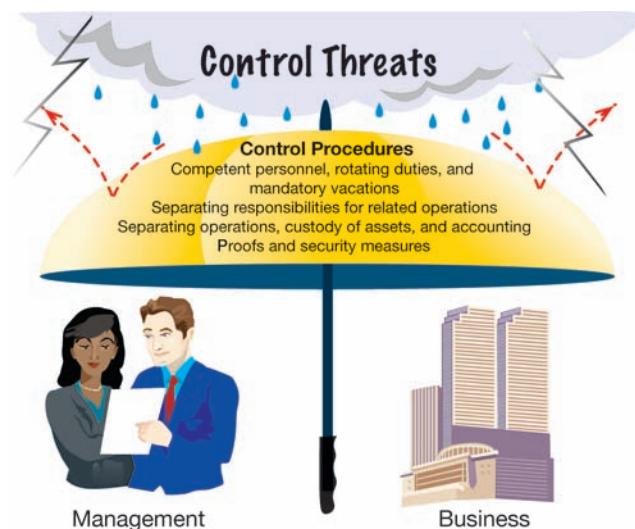 Control Threats
Control Procedures
Competent personnel, rotating duties, and
mandatory vacations
Separating responsibilities for related operations
Separating operations, custody of assets, and accounting
Proofs and security measures
Management
Business